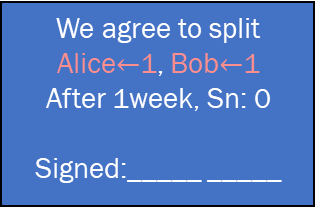 We agree to split
Alice←1, Bob←1
After 1week, Sn: 0
Signed:_____ _____